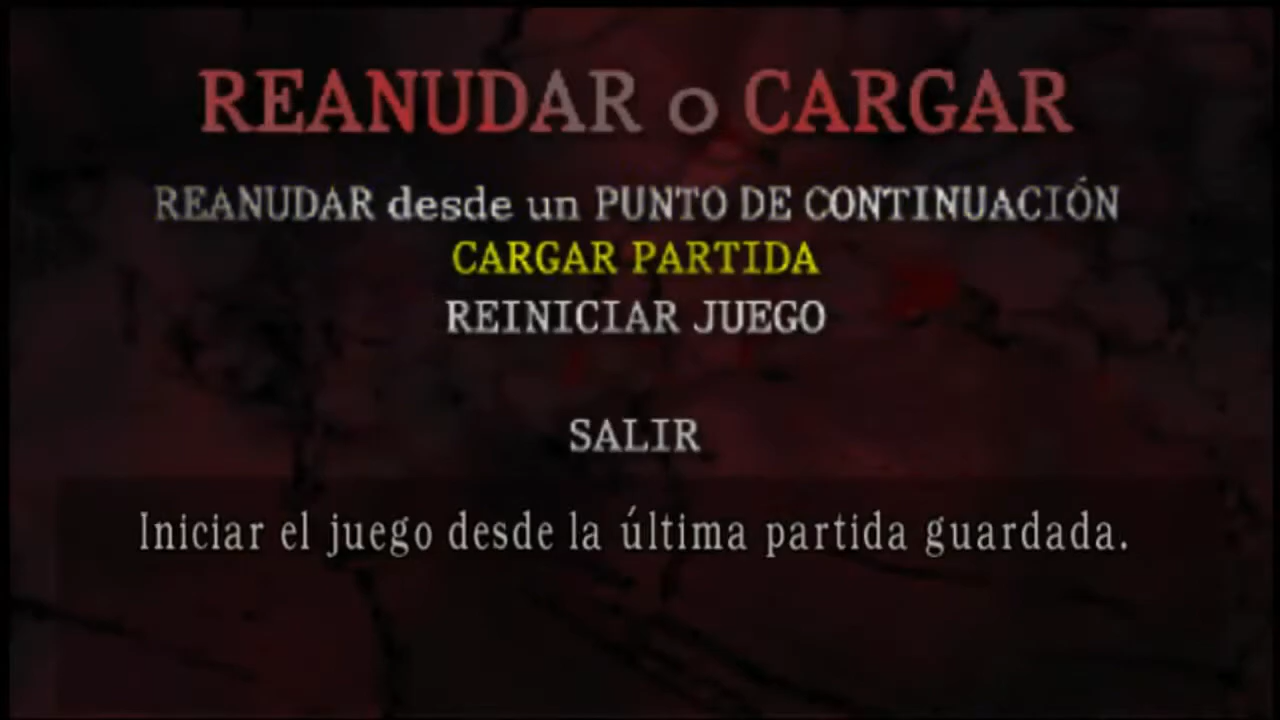 REANUDAR o CARGAR
REANUDAR desde un PUNTO DE CONTINUACIÓN
CARGAR PARTIDA
REINICIAR JUEGO
SALIR
Iniciar el juego desde la última partida guardada.